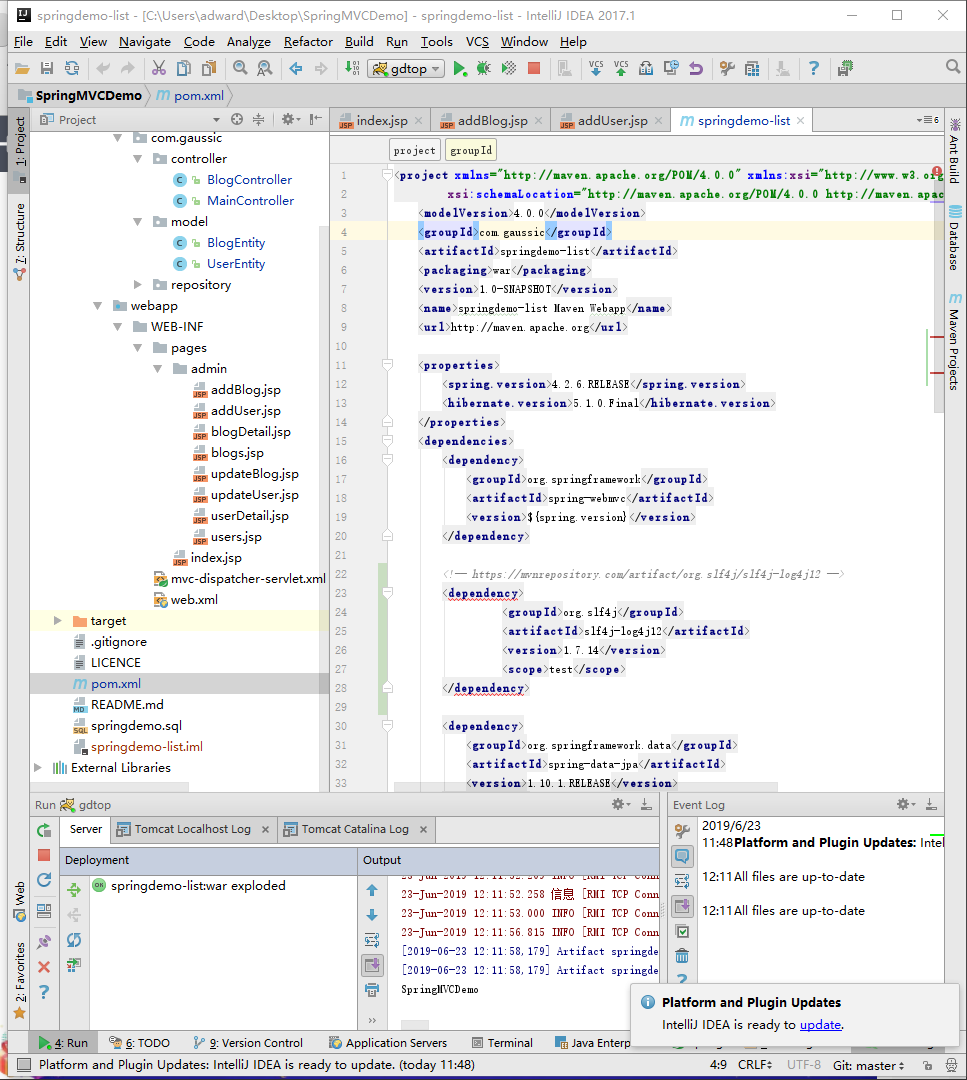 springdemo-list - [C:\Users\adward\Desktop\SpringMVCDemo] - springdemo-list - IntelliJ IDEA 2017.1
File Edit View Navigate Code Analyze Refactor Build Run Tools VCS Window Help
gdtop VCS VCS
SpringMVCDemo pom.xml
Project
com.gaussic
controller
BlogController
MainController
model
BlogEntity
UserEntity
repository
webapp
WEB-INF
pages
admin
addBlog.jsp
addUser.jsp
blogDetail.jsp
blogs.jsp
updateBlog.jsp
updateUser.jsp
userDetail.jsp
users.jsp
index.jsp
mvc-dispatcher-servlet.xml
web.xml
target
.gitignore
LICENCE
pom.xml
README.md
springdemo.sql
springdemo-list.iml
External Libraries
1: Project
7: Structure
Web
2: Favorites
index.jsp addBlog.jsp addUser.jsp springdemo-list 6
project groupId
1 <project xmlns="http://maven.apache.org/POM/4.0.0" xmlns:xsi="http://www.w3.org
2 xsi:schemaLocation="http://maven.apache.org/POM/4.0.0 http://maven.apac
3 <modelVersion>4.0.0</modelVersion>
4 <groupId>com.gaussic</groupId>
5 <artifactId>springdemo-list</artifactId>
6 <packaging>war</packaging>
7 <version>1.0-SNAPSHOT</version>
8 <name>springdemo-list Maven Webapp</name>
9 <url>http://maven.apache.org</url>
10
11 <properties>
12 <spring.version>4.2.6.RELEASE</spring.version>
13 <hibernate.version>5.1.0.Final</hibernate.version>
14 </properties>
15 <dependencies>
16 <dependency>
17 <groupId>org.springframework</groupId>
18 <artifactId>spring-webmvc</artifactId>
19 <version>${spring.version}</version>
20 </dependency>
21
22 <!-- https://mvnrepository.com/artifact/org.slf4j/slf4j-log4j12 -->
23 <dependency>
24 <groupId>org.slf4j</groupId>
25 <artifactId>slf4j-log4j12</artifactId>
26 <version>1.7.14</version>
27 <scope>test</scope>
28 </dependency>
29
30 <dependency>
31 <groupId>org.springframework.data</groupId>
32 <artifactId>spring-data-jpa</artifactId>
33 <version>1.10.1.RELEASE</version>
Ant Build
Database
Maven Projects
Run gdtop
Server Tomcat Localhost Log Tomcat Catalina Log
Deployment Output
springdemo-list:war exploded
23-Jun-2019 12:11:52.258 信息 [RMI TCP Conn
23-Jun-2019 12:11:53.000 INFO [RMI TCP Conn
23-Jun-2019 12:11:56.815 INFO [RMI TCP Conn
[2019-06-23 12:11:58,179] Artifact springde
[2019-06-23 12:11:58,179] Artifact springde
SpringMVCDemo
Event Log
2019/6/23
11:48 Platform and Plugin Updates: Intel
12:11 All files are up-to-date
12:11 All files are up-to-date
Platform and Plugin Updates
IntelliJ IDEA is ready to update.
4: Run 6: TODO 9: Version Control Application Servers Terminal Java Enterp
Platform and Plugin Updates: IntelliJ IDEA is ready to update. (today 11:48) 4:9 CRLF UTF-8 Git: master